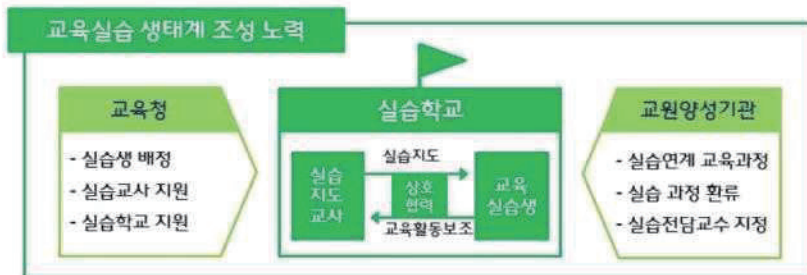 교육실습 생태계 조성 노력
교육청
- 실습생 배정
- 실습교사 지원
- 실습학교 지원
실습학교
실습지도
실습
지도
교사
상호
협력
교육
실습생
교육활동보조
교원양성기관
- 실습연계 교육과정
- 실습 과정 환류
- 실습전담교수 지정